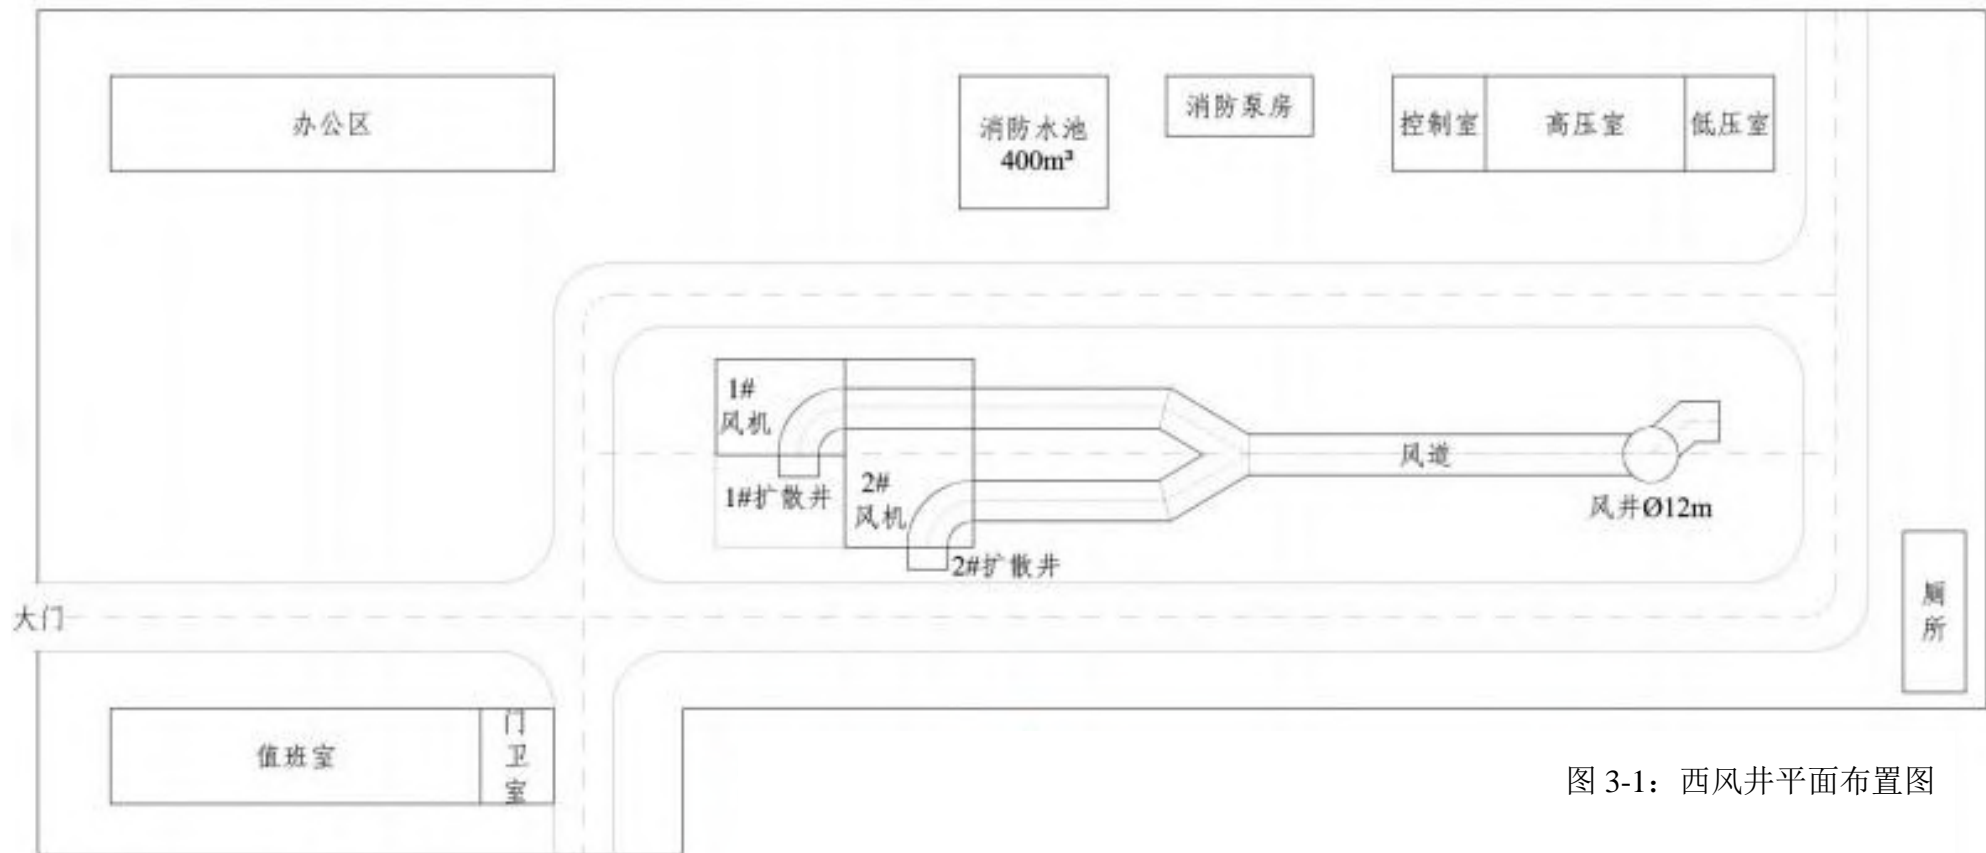 办公区
消防水池
400m³
消防泵房
控制室
高压室
低压室
1#
风机
1#扩散井
2#
风机
2#扩散井
风道
风井Ø12m
厕
所
大门
值班室
门
卫
室
图 3-1：西风井平面布置图